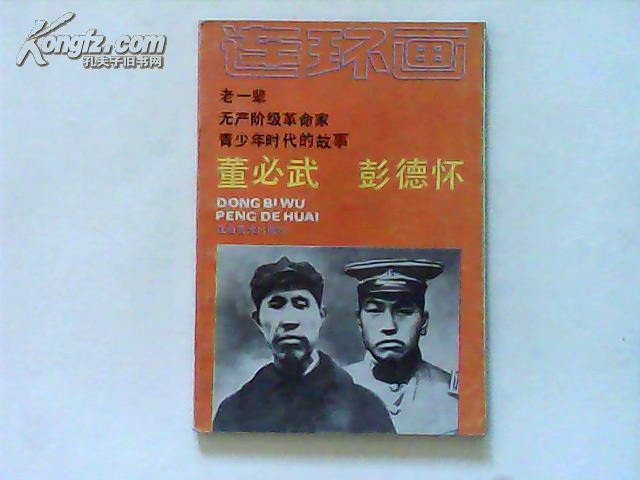 Kongfz.com
孔夫子旧书网
连环画
老一辈
无产阶级革命家
青少年时代的故事
董必武 彭德怀
DONG BI WU
PENG DE HUAI